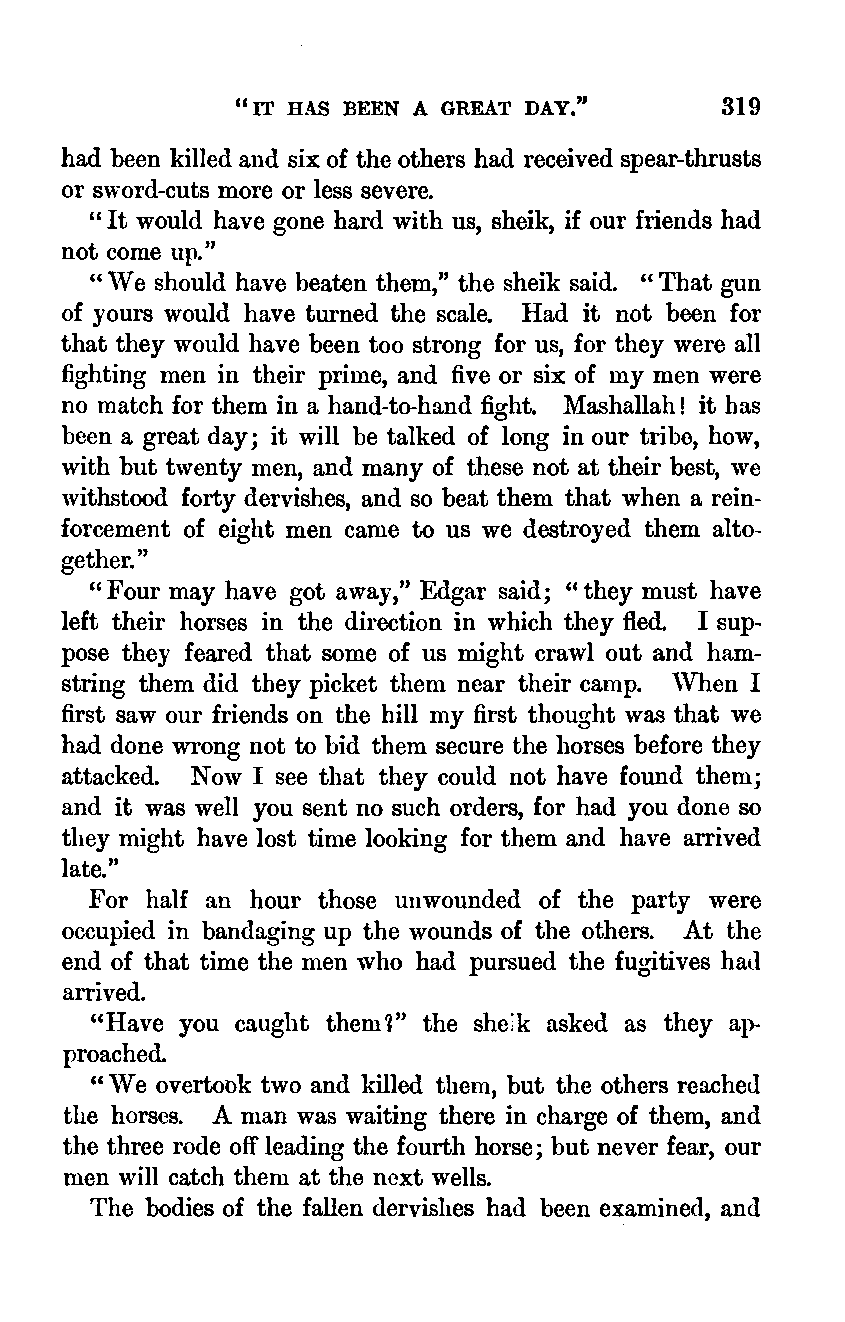 "IT HAS BEEN A GREAT DAY." 319
had been killed and six of the others had received spear-thrusts
or sword-cuts more or less severe.
"It would have gone hard with us, sheik, if our friends had
not come up."
"We should have beaten them," the sheik said. "That gun
of yours would have turned the scale. Had it not been for
that they would have been too strong for us, for they were all
fighting men in their prime, and five or six of my men were
no match for them in a hand-to-hand fight. Mashallah! it has
been a great day; it will be talked of long in our tribe, how,
with but twenty men, and many of these not at their best, we
withstood forty dervishes, and so beat them that when a rein-
forcement of eight men came to us we destroyed them alto-
gether."
"Four may have got away," Edgar said; "they must have
left their horses in the direction in which they fled. I sup-
pose they feared that some of us might crawl out and ham-
string them did they picket them near their camp. When I
first saw our friends on the hill my first thought was that we
had done wrong not to bid them secure the horses before they
attacked. Now I see that they could not have found them;
and it was well you sent no such orders, for had you done so
they might have lost time looking for them and have arrived
late."
For half an hour those unwounded of the party were
occupied in bandaging up the wounds of the others. At the
end of that time the men who had pursued the fugitives had
arrived.
"Have you caught them?" the sheik asked as they ap-
proached.
"We overtook two and killed them, but the others reached
the horses. A man was waiting there in charge of them, and
the three rode off leading the fourth horse; but never fear, our
men will catch them at the next wells.
The bodies of the fallen dervishes had been examined, and